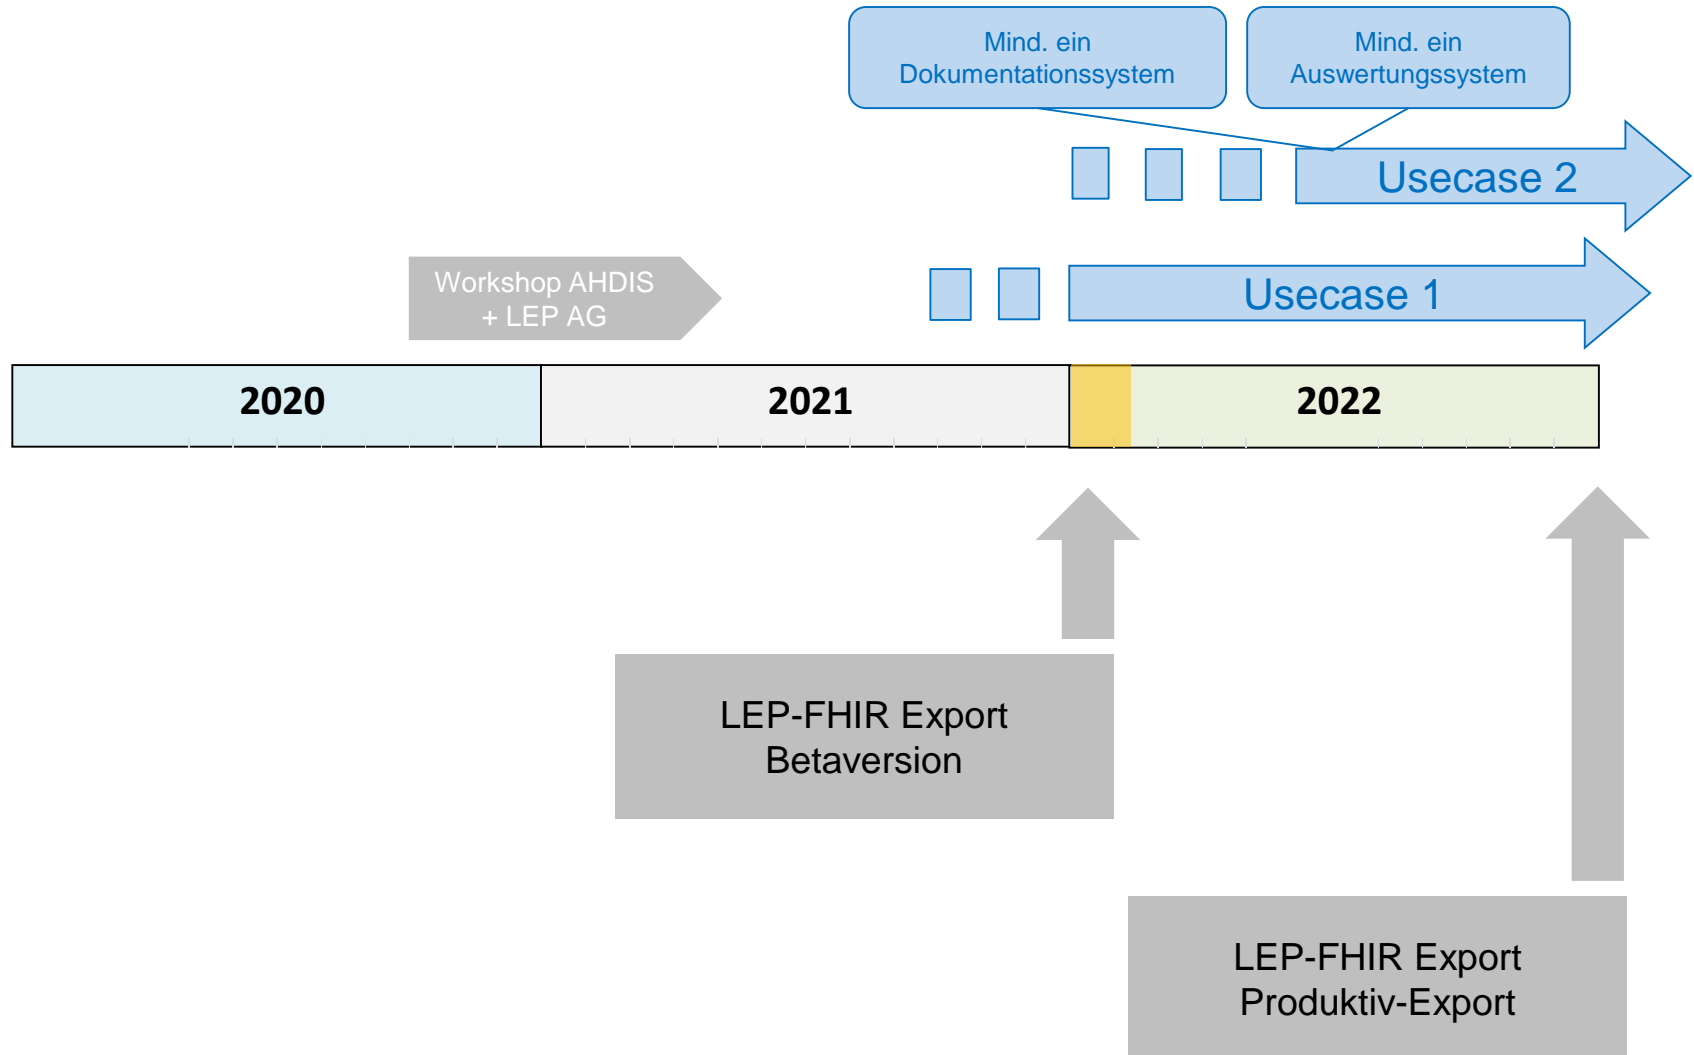 Mind. ein
Dokumentationssystem
Mind. ein
Auswertungssystem
Usecase 2
Workshop AHDIS
+ LEP AG
Usecase 1
2020
2021
2022
LEP-FHIR Export
Betaversion
LEP-FHIR Export
Produktiv-Export